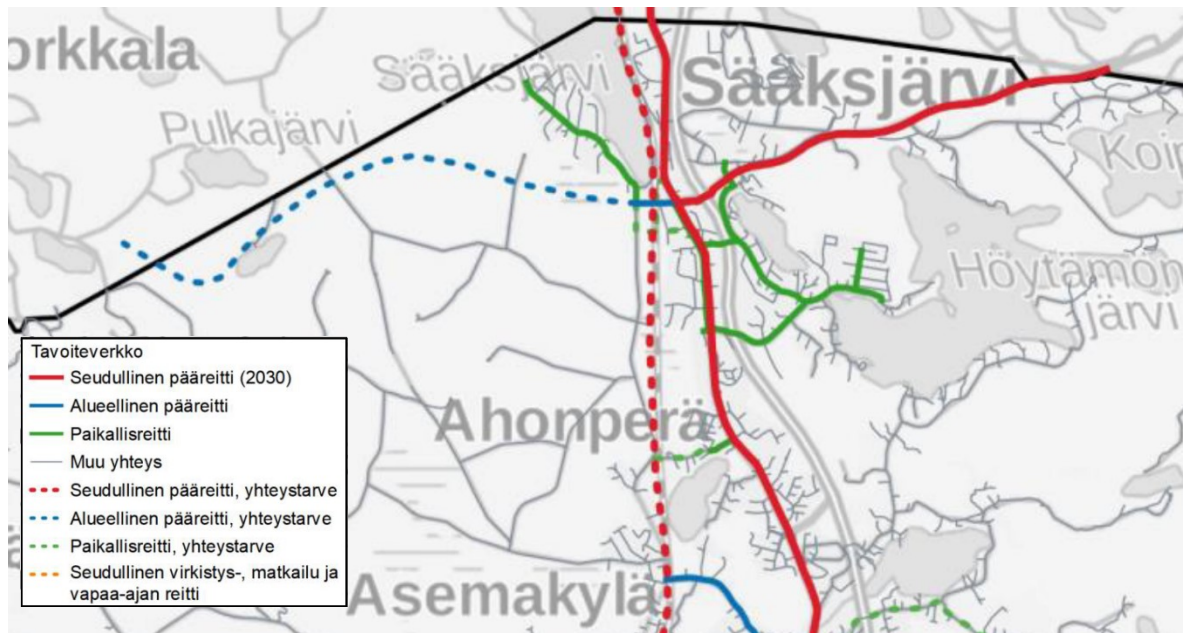 orkkala
Sääksjärvi
Sääksjärvi
Pulkajärvi
Koir
Höytämön
järvi
Ahonperä
Asemakylä
Tavoiteverkko
Seudullinen pääreitti (2030)
Alueellinen pääreitti
Paikallisreitti
Muu yhteys
Seudullinen pääreitti, yhteystarve
Alueellinen pääreitti, yhteystarve
Paikallisreitti, yhteystarve
Seudullinen virkistys-, matkailu ja
vapaa-ajan reitti